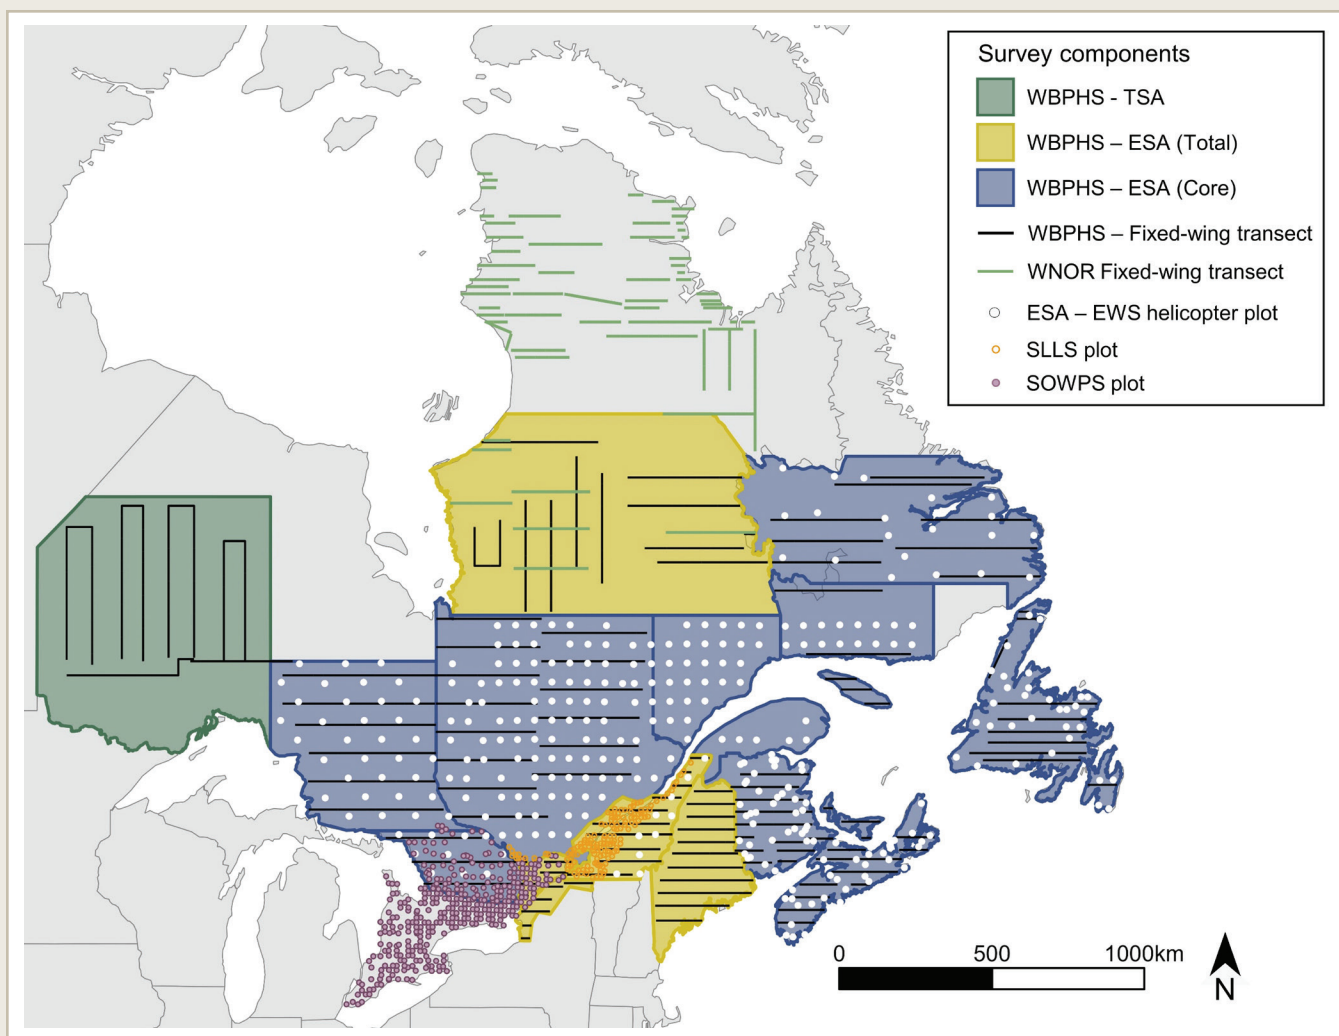 Survey components
WBPHS - TSA
WBPHS – ESA (Total)
WBPHS – ESA (Core)
WBPHS – Fixed-wing transect
WNOR Fixed-wing transect
ESA – EWS helicopter plot
SLLS plot
SOWPS plot
0 500 1000km
N